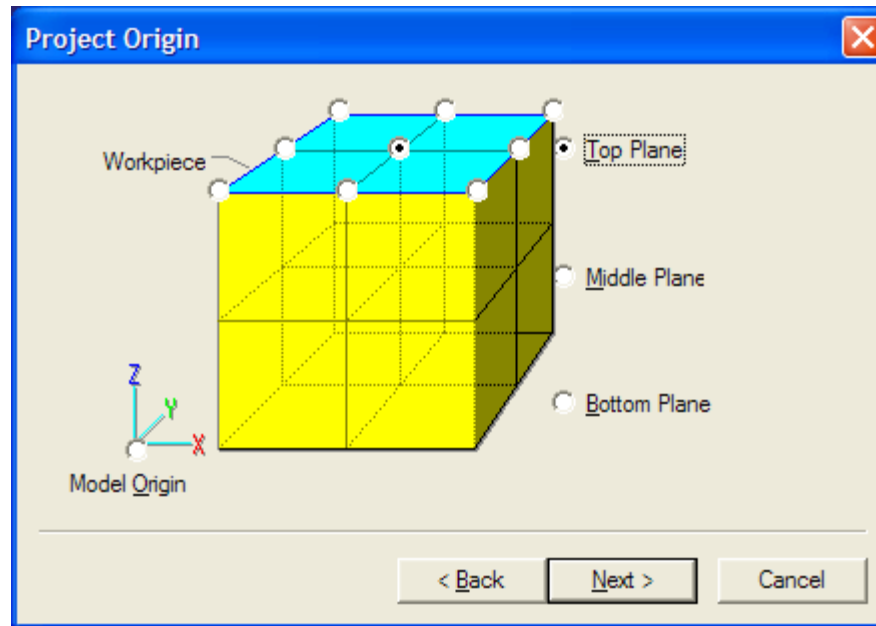 Project Origin
Workpiece
Top Plane
Middle Plane
Z
Y
X
Bottom Plane
Model Origin
< Back
Next >
Cancel